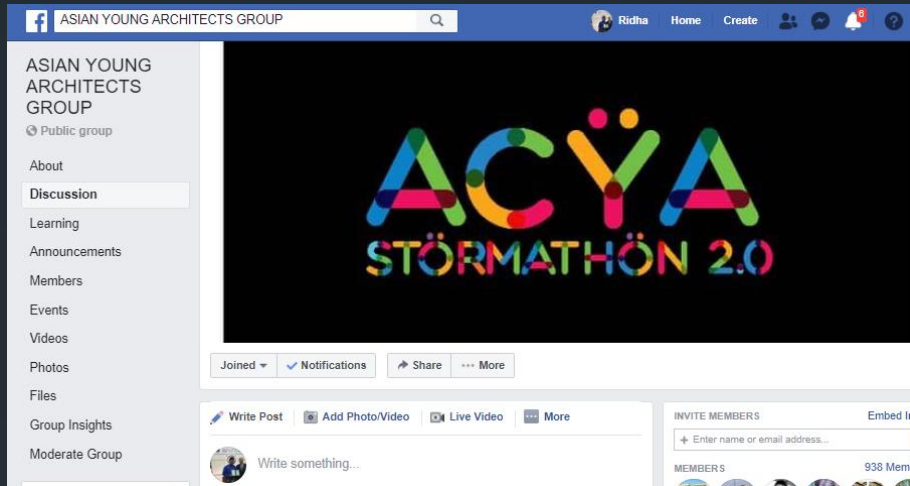 ASIAN YOUNG ARCHITECTS GROUP
Ridha Home Create
8
ASIAN YOUNG
ARCHITECTS
GROUP
Public group
About
Discussion
Learning
Announcements
Members
Events
Videos
Photos
Files
Group Insights
Moderate Group
ACŸA
STÖRMATHÖN 2.0
Joined Notifications Share More
Write Post Add Photo/Video Live Video More
Write something...
INVITE MEMBERS
+ Enter name or email address...
MEMBERS 938